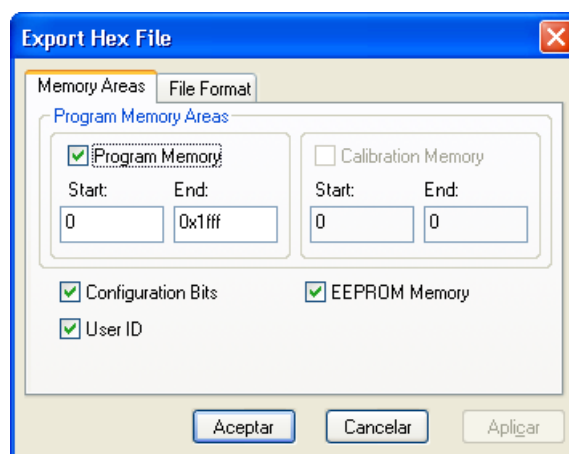 Export Hex File
Memory Areas
File Format
Program Memory Areas
Program Memory
Calibration Memory
Start:
End:
Start:
End:
0
0x1fff
0
0
Configuration Bits
EEPROM Memory
User ID
Aceptar
Cancelar
Aplicar